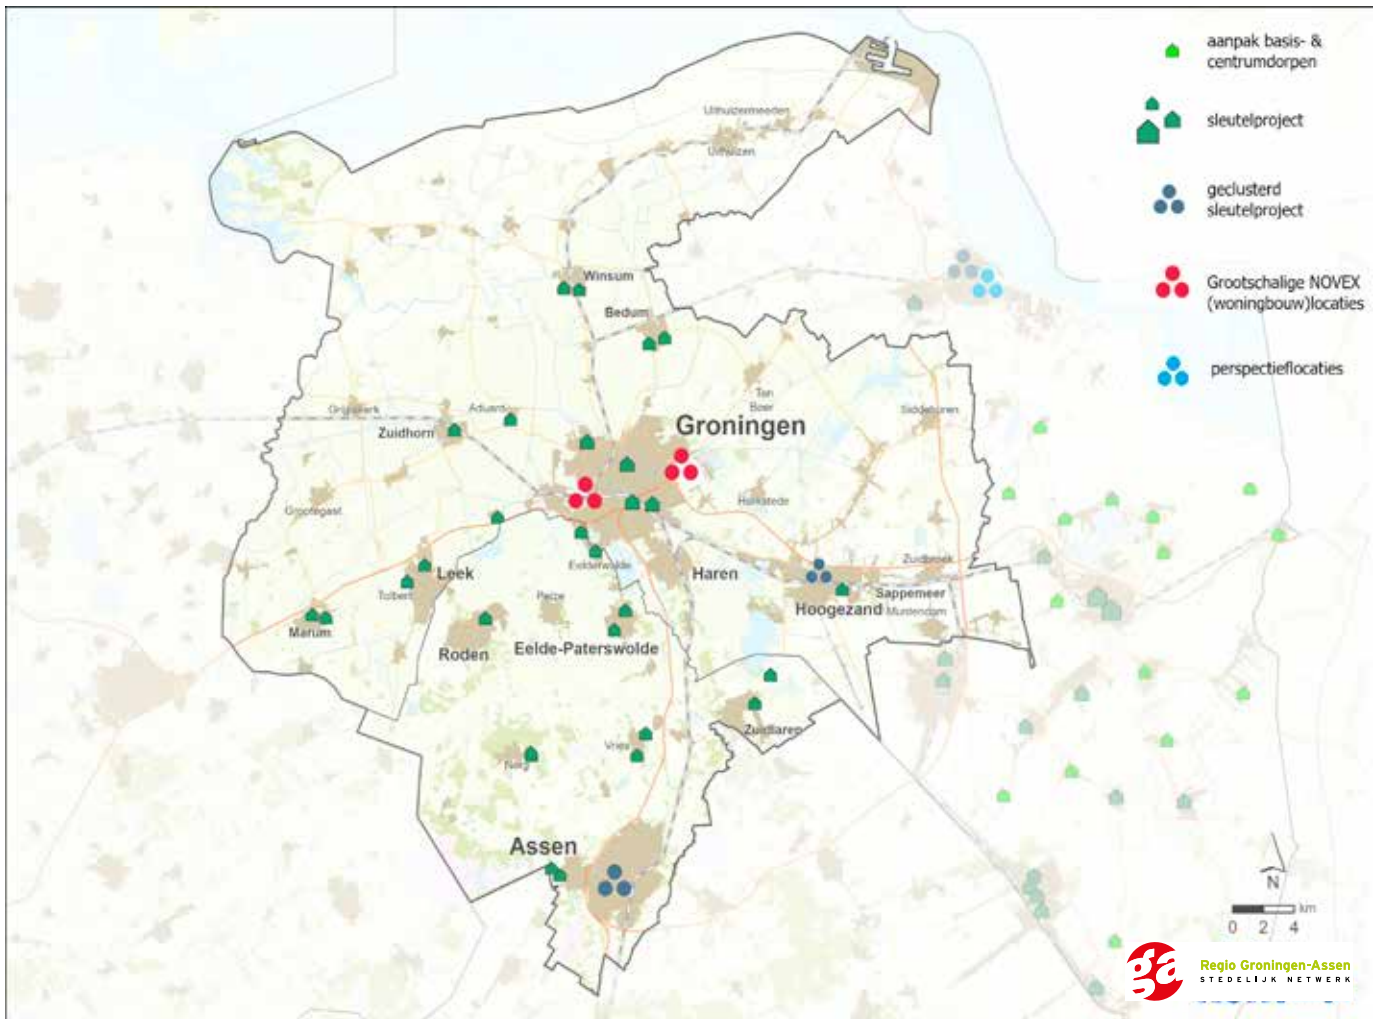 aanpak basis- &
centrumdorpen
sleutelproject
geclusterd
sleutelproject
Grootschalige NOVEX
(woningbouw)locaties
perspectieflocaties
Uithuizermeeden
Uithuizen
Winsum
Bedum
Ten
Boer
Siddeburen
Grijpskerk
Aduard
Zuidhorn
Groningen
Grootegast
Harkstede
Eelderwolde
Haren
Zuidbroek
Leek
Tolbert
Sappemeer
Hoogezand
Muntendam
Peize
Marum
Roden
Eelde-Paterswolde
Zuidlaren
Vries
Norg
Assen
N
km
0 2 4
ga
Regio Groningen-Assen
STEDELIJK NETWERK